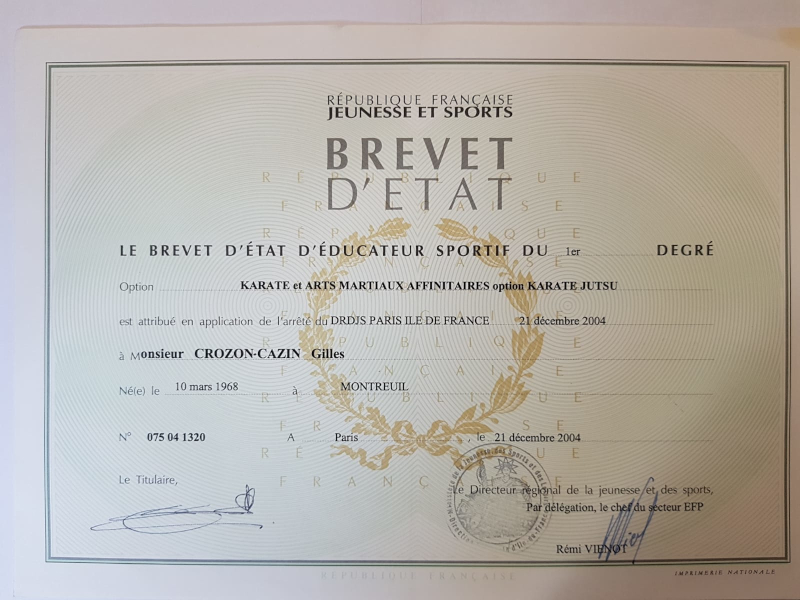 RÉPUBLIQUE FRANÇAISE
JEUNESSE ET SPORTS
BREVET
D'ETAT
LE BREVET D'ÉTAT D'ÉDUCATEUR SPORTIF DU 1er DEGRÉ
Option KARATE et ARTS MARTIAUX AFFINITAIRES option KARATE JUTSU
est attribué en application de l'arrêté du DRDJS PARIS ILE DE FRANCE 21 décembre 2004
à Monsieur CROZON-CAZIN Gilles
Né(e) le 10 mars 1968 à MONTREUIL
N° 075 04 1320 A Paris , le 21 décembre 2004
Le Titulaire,
Le Directeur régional de la jeunesse et des sports,
Par délégation, le chef du secteur EFP
Rémi VIENOT
IMPRIMERIE NATIONALE
RÉPUBLIQUE FRANÇAISE